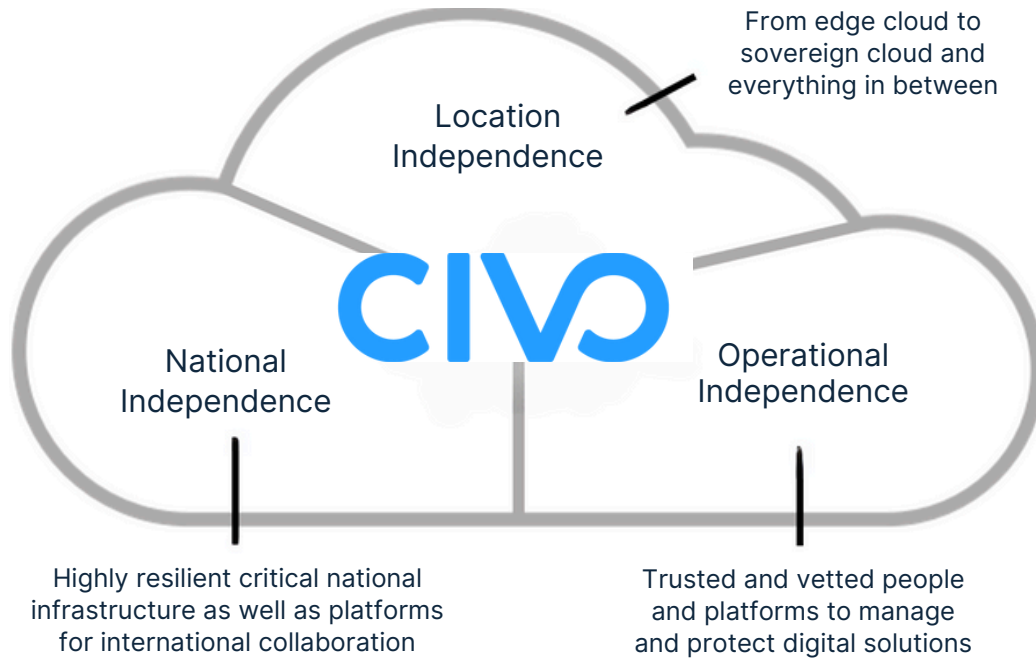 From edge cloud to
sovereign cloud and
everything in between
Location
Independence
CIVO
National
Independence
Operational
Independence
Highly resilient critical national
infrastructure as well as platforms
for international collaboration
Trusted and vetted people
and platforms to manage
and protect digital solutions